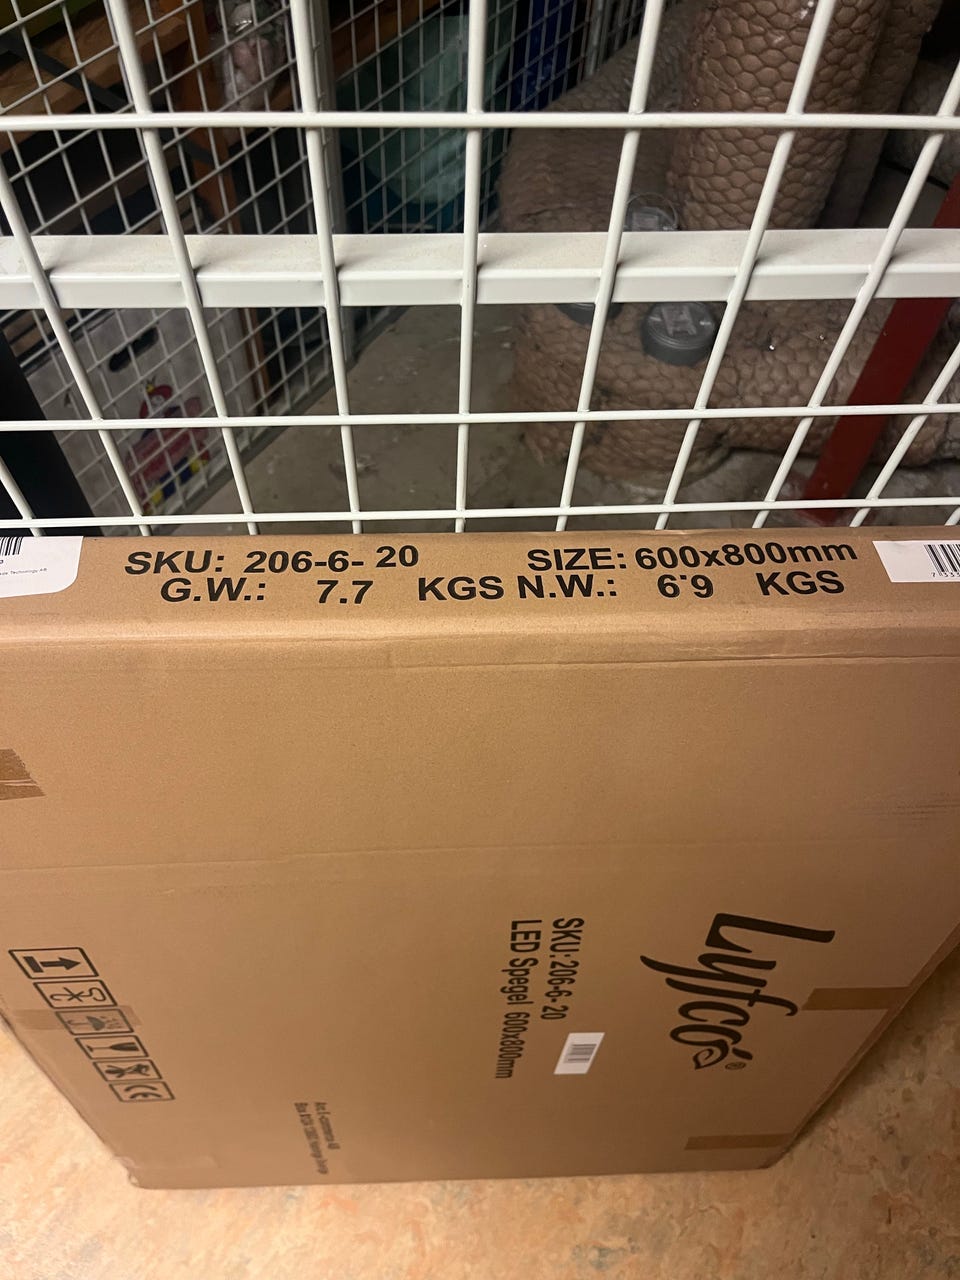 SKU: 206-6- 20 SIZE: 600x800mm
G.W.: 7.7 KGS N.W.: 6.9 KGS
Lyfco®
SKU:206-6- 20
LED Spegel 600x800mm
CE